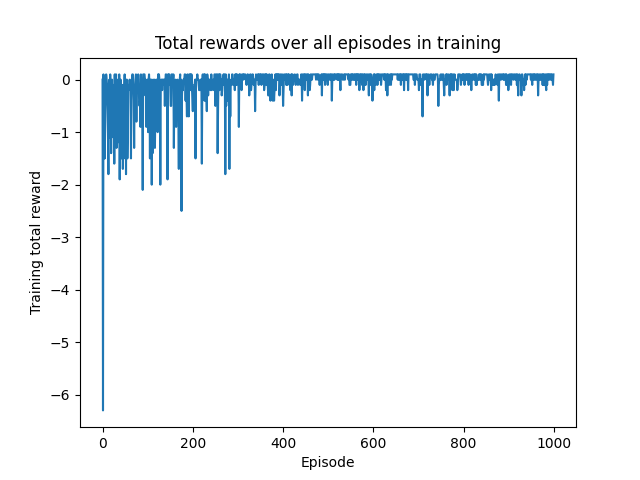 Total rewards over all episodes in training
0
−1
−2
−3
−4
−5
−6
Training total reward
0 200 400 600 800 1000
Episode